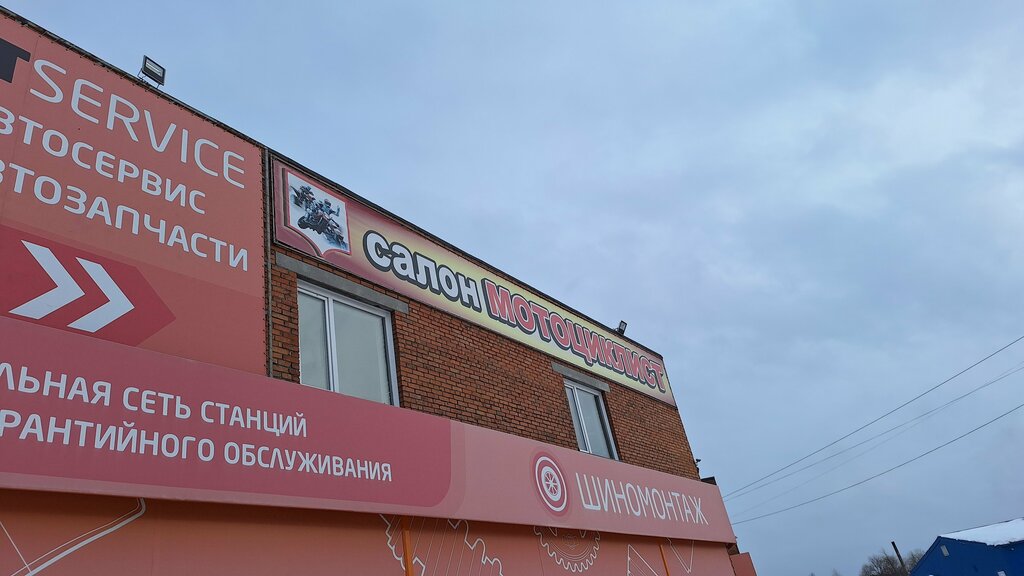 SERVICE
ВТОСЕРВИС
ВТОЗАПЧАСТИ
салон МОТОЦИКЛИСТ
ЛЬНАЯ СЕТЬ СТАНЦИЙ
РАНТИЙНОГО ОБСЛУЖИВАНИЯ
ШИНОМОНТАЖ